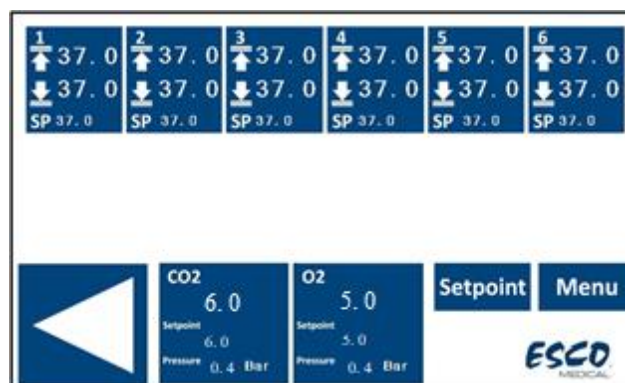 1 2 3 4 5 6
37.0 37.0 37.0 37.0 37.0 37.0
37.0 37.0 37.0 37.0 37.0 37.0
SP 37.0 SP 37.0 SP 37.0 SP 37.0 SP 37.0 SP 37.0
CO2
6.0
Setpoint
6.0
Pressure 0.4 Bar
O2
5.0
Setpoint
5.0
Pressure 0.4 Bar
Setpoint
Menu
ESCO
MEDICAL